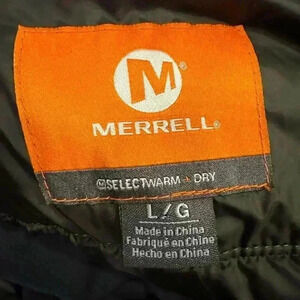 M
MERRELL®
SELECTWARM + DRY
L/G
Made in China
Fabriqué en Chine
Hecho en China